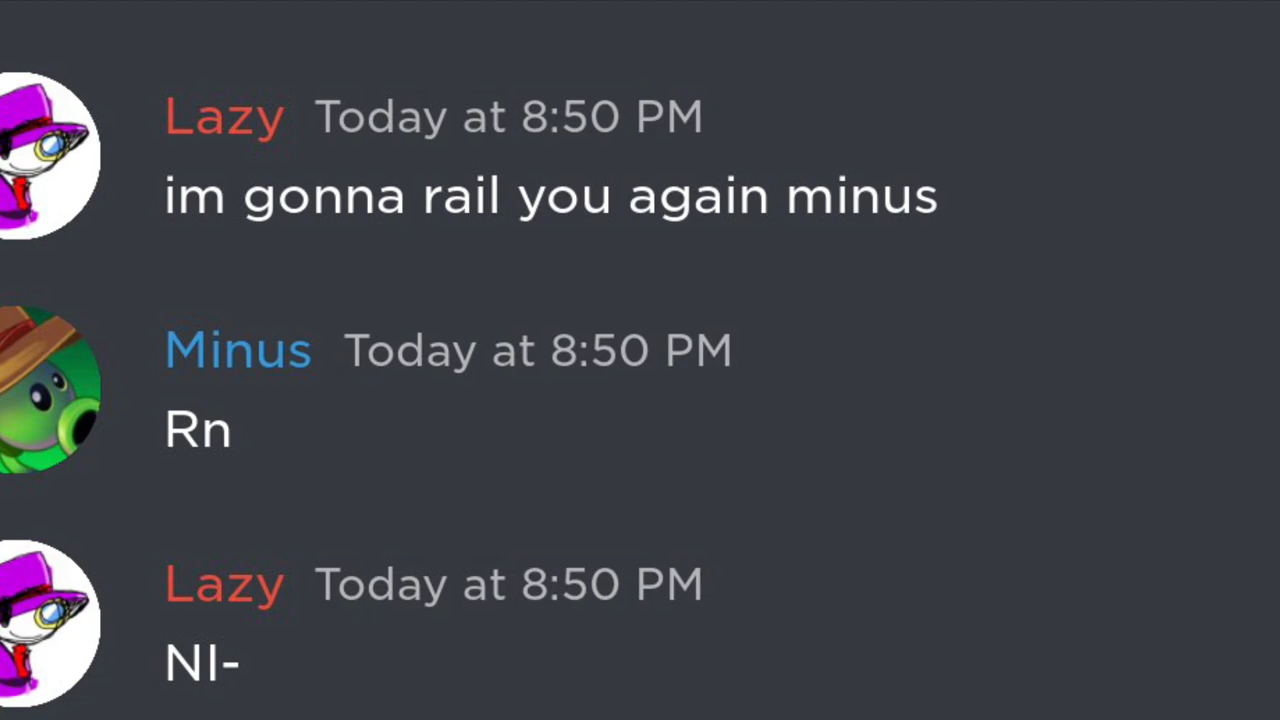 Lazy Today at 8:50 PM
im gonna rail you again minus
Minus Today at 8:50 PM
Rn
Lazy Today at 8:50 PM
NI-